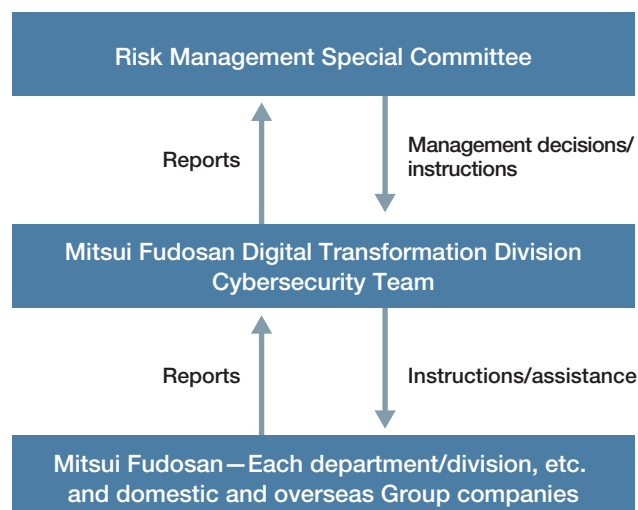 Risk Management Special Committee
Reports
Management decisions/
instructions
Mitsui Fudosan Digital Transformation Division
Cybersecurity Team
Reports
Instructions/assistance
Mitsui Fudosan—Each department/division, etc.
and domestic and overseas Group companies